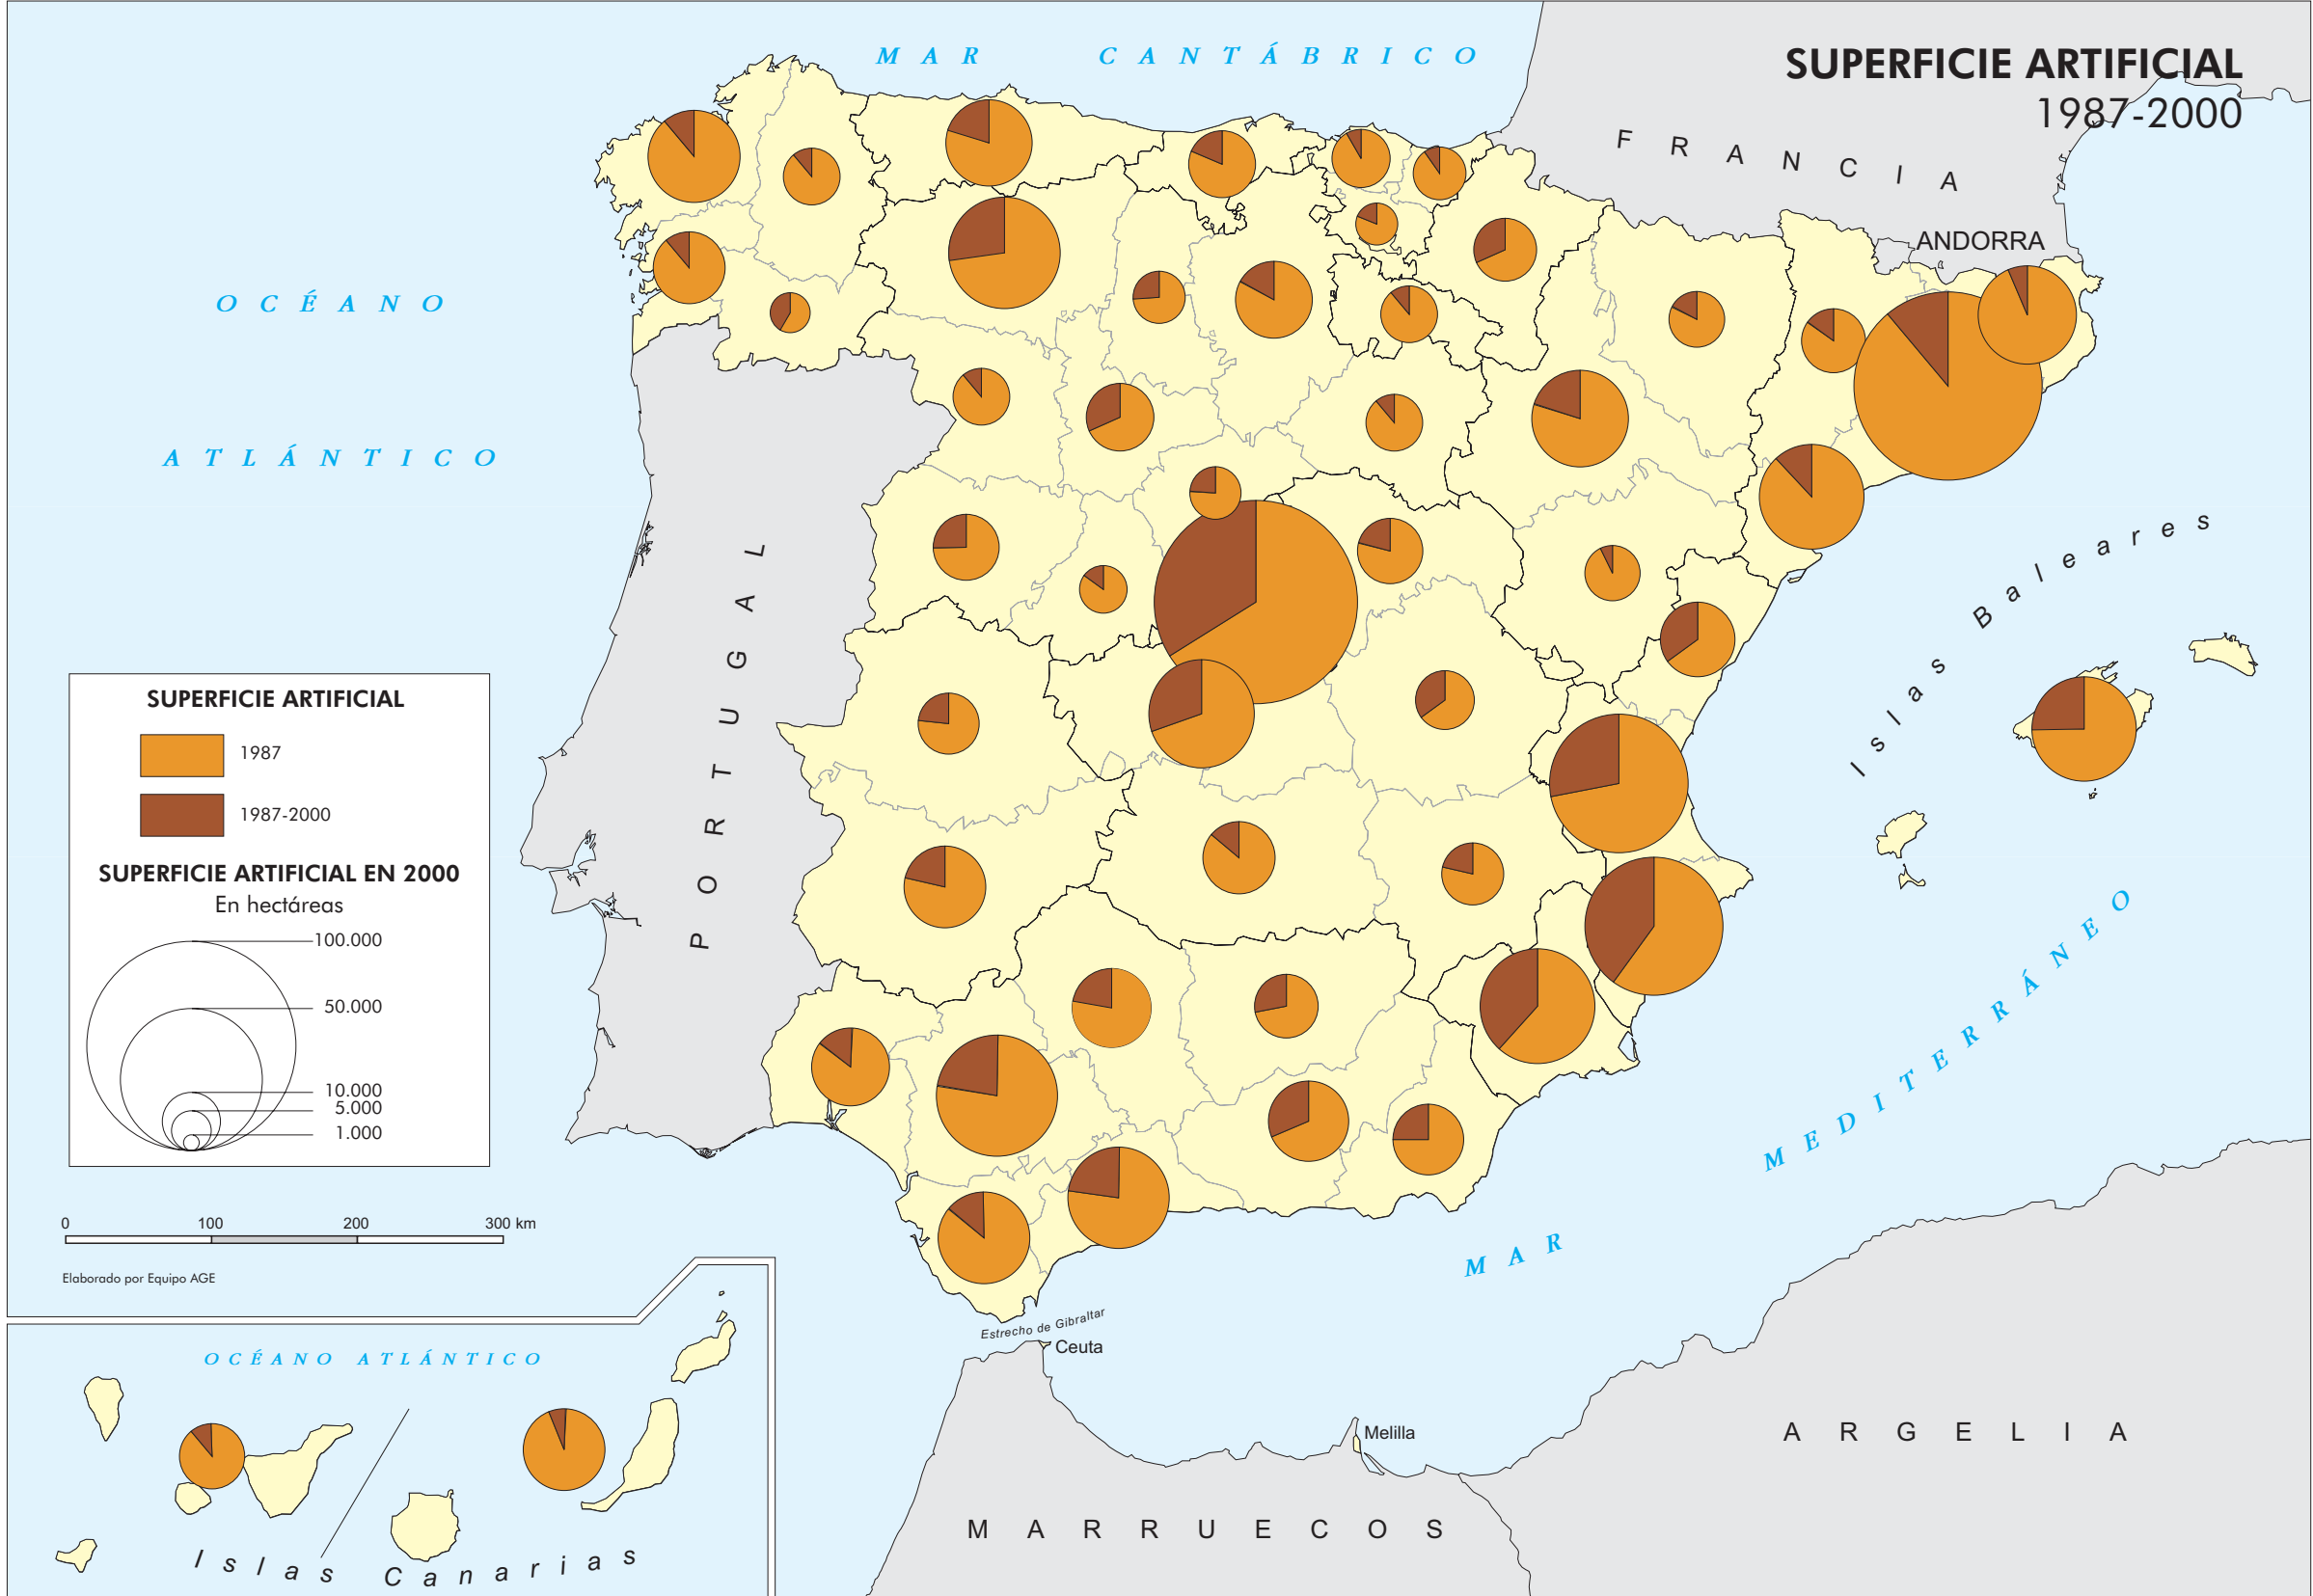 MAR CANTÁBRICO
SUPERFICIE ARTIFICIAL
1987-2000
FRANCIA
ANDORRA
OCÉANO
ATLÁNTICO
PORTUGAL
Islas Baleares
SUPERFICIE ARTIFICIAL
1987
1987-2000
SUPERFICIE ARTIFICIAL EN 2000
En hectáreas
100.000
50.000
10.000
5.000
1.000
MAR MEDITERRÁNEO
0 100 200 300 km
Elaborado por Equipo AGE
Estrecho de Gibraltar
Ceuta
OCÉANO ATLÁNTICO
Melilla
ARGELIA
MARRUECOS
Islas Canarias